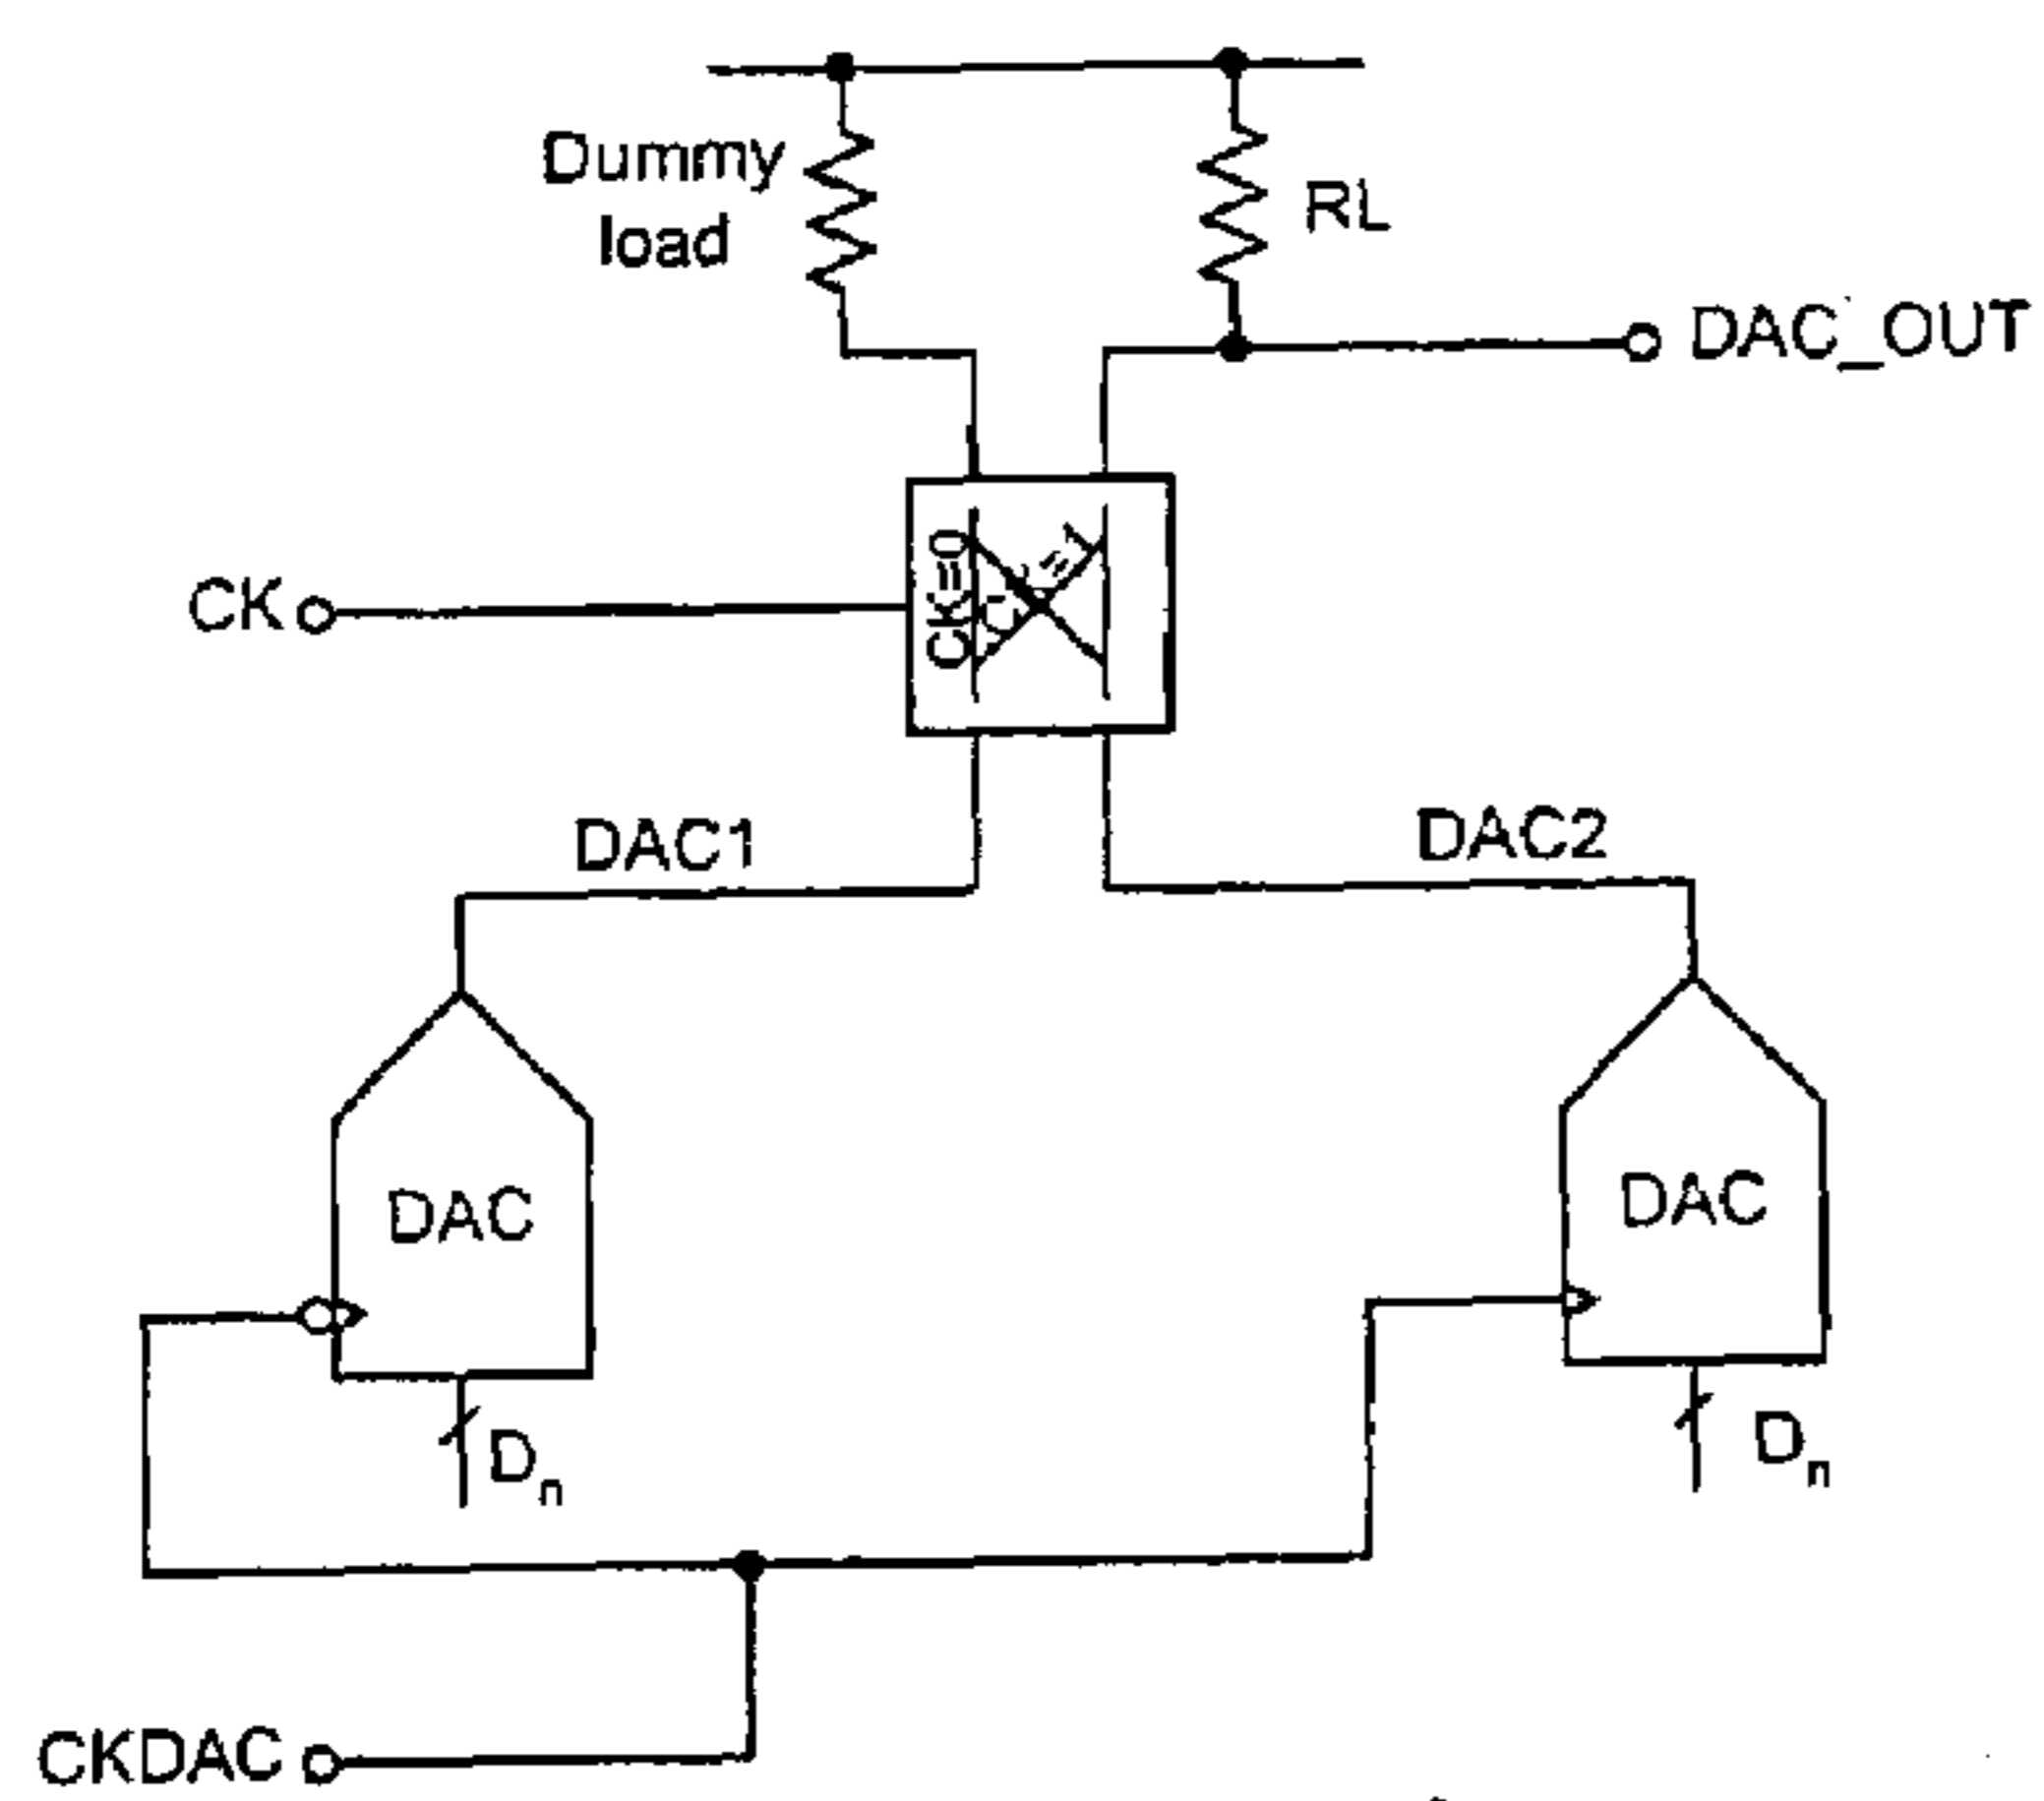 Dummy
load
RL
DAC_OUT
CK=0
CK=1
CK
DAC1
DAC2
DAC
DAC
Dn
Dn
CKDAC